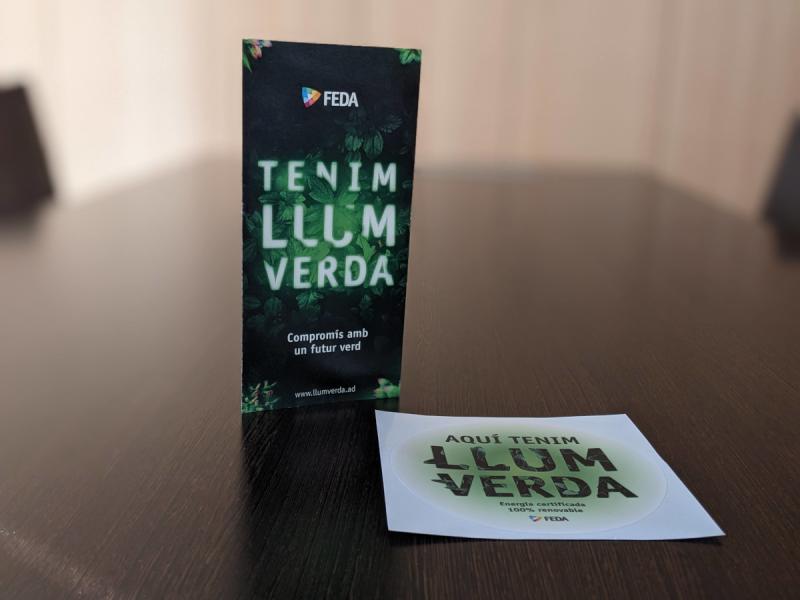 FEDA
TENIM
LLUM
VERDA
Compromís amb
un futur verd
www.llumverda.ad
AQUÍ TENIM
LLUM
VERDA
Energia certificada
100% renovable
FEDA